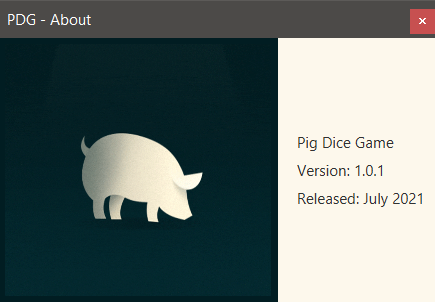 PDG - About
Pig Dice Game
Version: 1.0.1
Released: July 2021